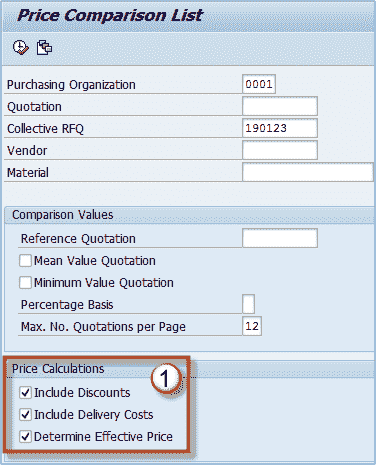 Price Comparison List
Purchasing Organization 0001
Quotation
Collective RFQ 190123
Vendor
Material
Comparison Values
Reference Quotation
Mean Value Quotation
Minimum Value Quotation
Percentage Basis
Max. No. Quotations per Page 12
Price Calculations 1
Include Discounts
Include Delivery Costs
Determine Effective Price